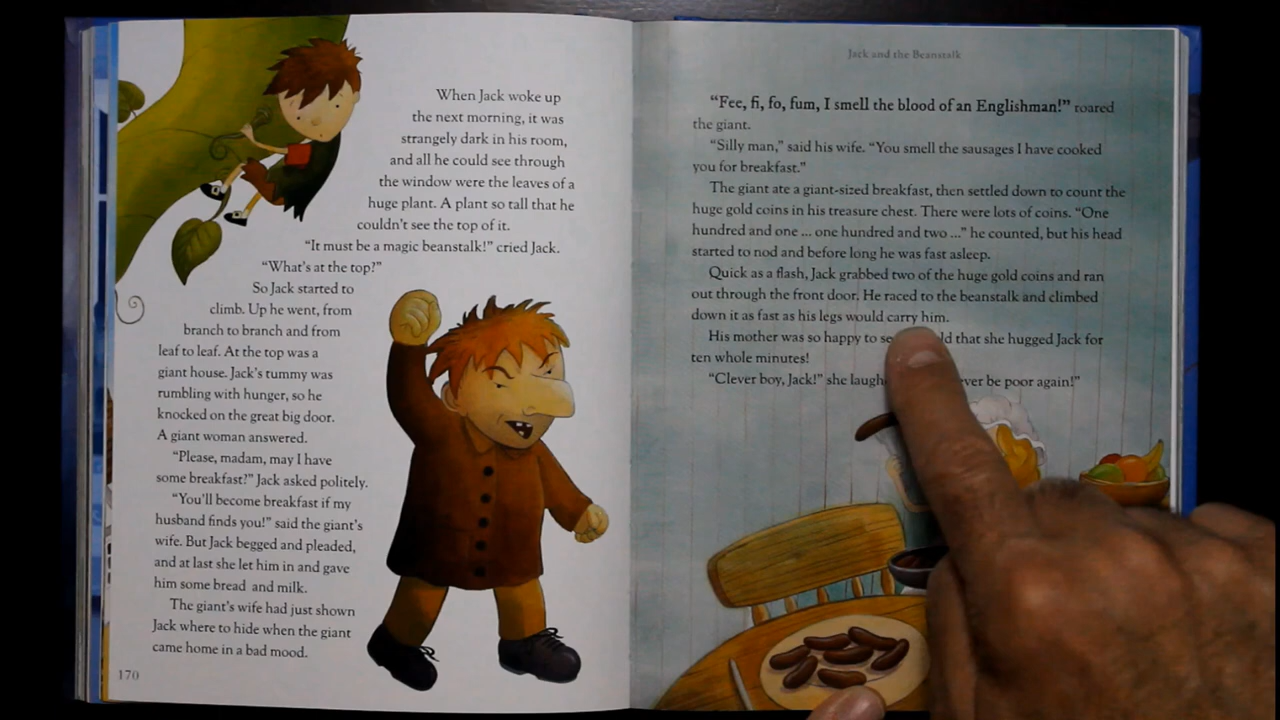 When Jack woke up
the next morning, it was
strangely dark in his room,
and all he could see through
the window were the leaves of a
huge plant. A plant so tall that he
couldn't see the top of it.
"It must be a magic beanstalk!" cried Jack.
"What's at the top?"
So Jack started to
climb. Up he went, from
branch to branch and from
leaf to leaf. At the top was a
giant house. Jack's tummy was
rumbling with hunger, so he
knocked on the great big door.
A giant woman answered.
"Please, madam, may I have
some breakfast?" Jack asked politely.
"You'll become breakfast if my
husband finds you!" said the giant's
wife. But Jack begged and pleaded,
and at last she let him in and gave
him some bread and milk.
The giant's wife had just shown
Jack where to hide when the giant
came home in a bad mood.
170
Jack and the Beanstalk
"Fee, fi, fo, fum, I smell the blood of an Englishman!" roared
the giant.
"Silly man," said his wife. "You smell the sausages I have cooked
you for breakfast."
The giant ate a giant-sized breakfast, then settled down to count the
huge gold coins in his treasure chest. There were lots of coins. "One
hundred and one ... one hundred and two ..." he counted, but his head
started to nod and before long he was fast asleep.
Quick as a flash, Jack grabbed two of the huge gold coins and ran
out through the front door. He raced to the beanstalk and climbed
down it as fast as his legs would carry him.
His mother was so happy to that she hugged Jack for
ten whole minutes!
"Clever boy, Jack!" she be poor again!"